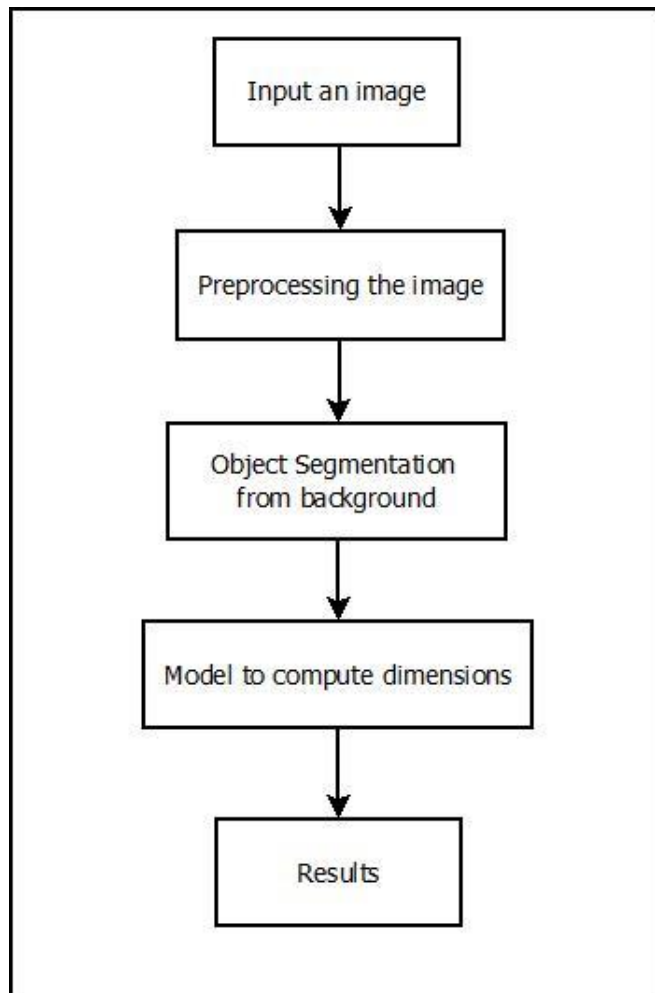 Input an image
Preprocessing the image
Object Segmentation
from background
Model to compute dimensions
Results